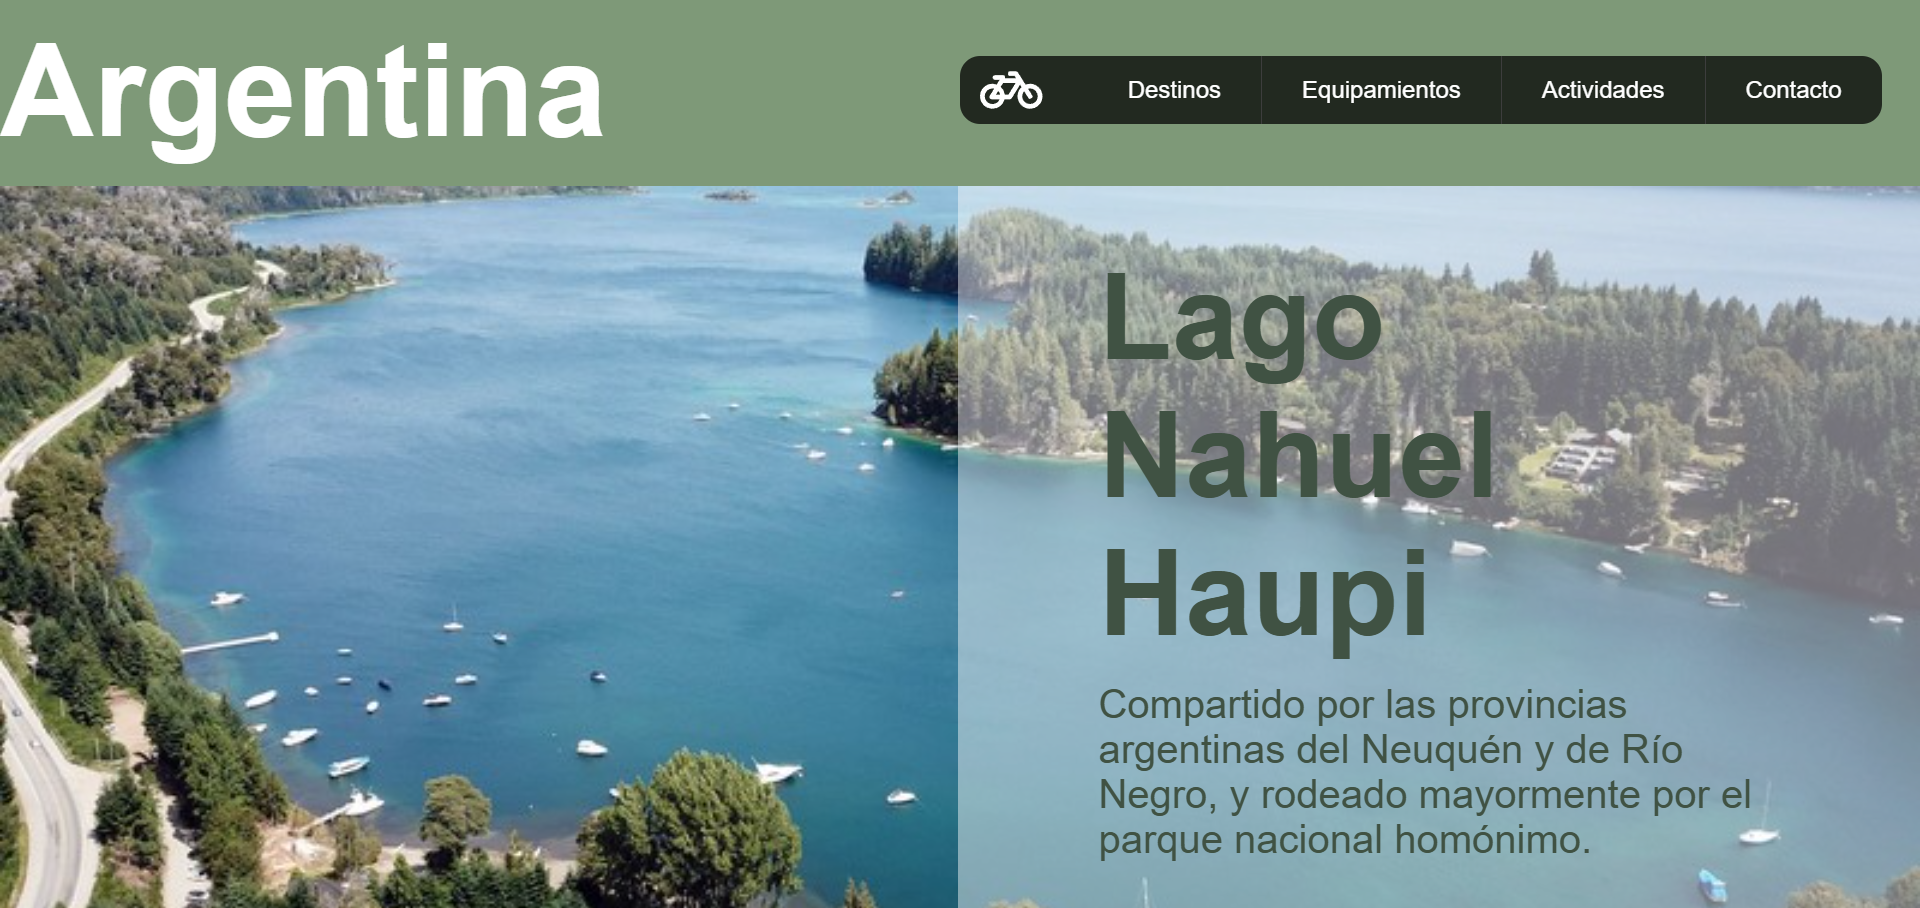 Argentina
Destinos
Equipamientos
Actividades
Contacto
Lago
Nahuel
Haupi
Compartido por las provincias
argentinas del Neuquén y de Río
Negro, y rodeado mayormente por el
parque nacional homónimo.